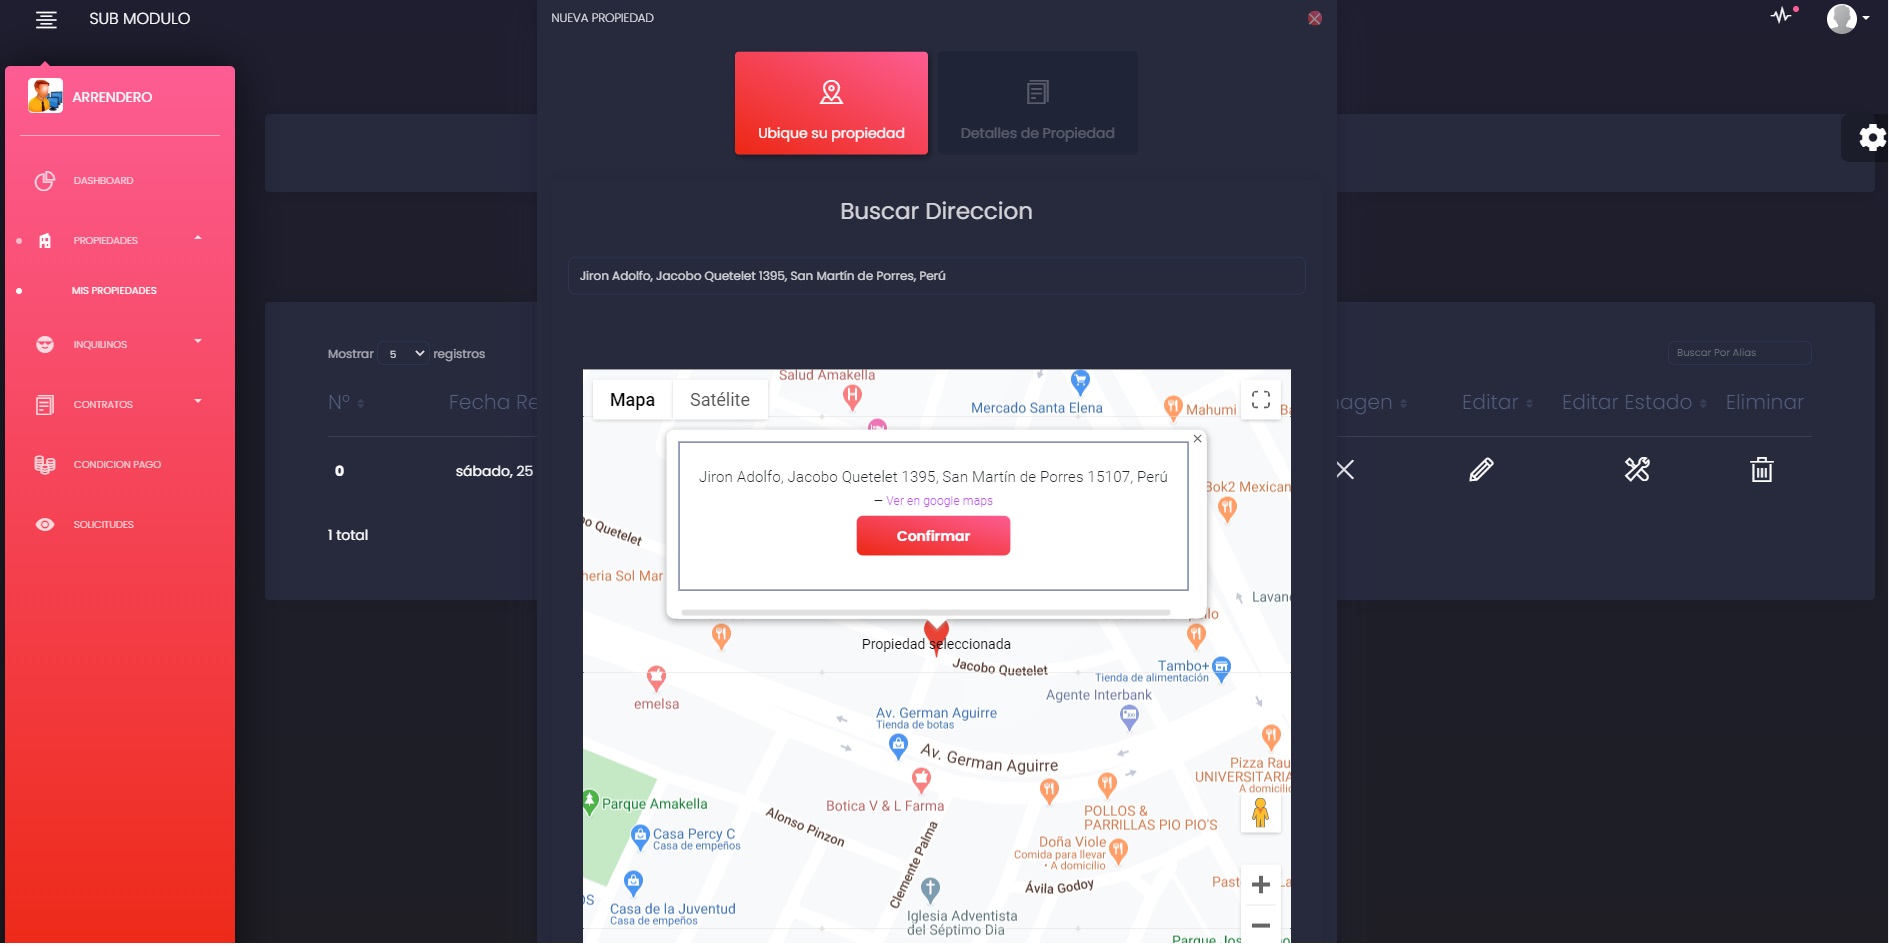 SUB MODULO
ARRENDERO
DASHBOARD
PROPIEDADES
MIS PROPIEDADES
INQUILINOS
CONTRATOS
CONDICION PAGO
SOLICITUDES
Mostrar 5 registros
Nº
Fecha Re
0
sábado, 25
1 total
NUEVA PROPIEDAD
Ubique su propiedad
Detalles de Propiedad
Buscar Direccion
Jiron Adolfo, Jacobo Quetelet 1395, San Martín de Porres, Perú
Mapa
Satélite
Salud Amakella
Mercado Santa Elena
Mahumi
Jiron Adolfo, Jacobo Quetelet 1395, San Martín de Porres 15107, Perú
– Ver en google maps
Confirmar
Bok2 Mexican
o Quetelet
neria Sol Mar
Lavan
llo
Propiedad seleccionada
Jacobo Quetelet
Tambo+
Tienda de alimentación
emelsa
Agente Interbank
Av. German Aguirre
Tienda de botas
Av. German Aguirre
Pizza Rau
UNIVERSITARIA
A domicilio
Parque Amakella
Botica V & L Farma
POLLOS &
PARRILLAS PIO PIO'S
Alonso Pinzon
Casa Percy C
Casa de empeños
Clemente Palma
Doña Viole
Comida para llevar
• A domicilio
Ávila Godoy
Past
La
OS
Casa de la Juventud
Casa de empeños
Iglesia Adventista
del Séptimo Dia
Buscar Por Alias
agen
Editar
Editar Estado
Eliminar